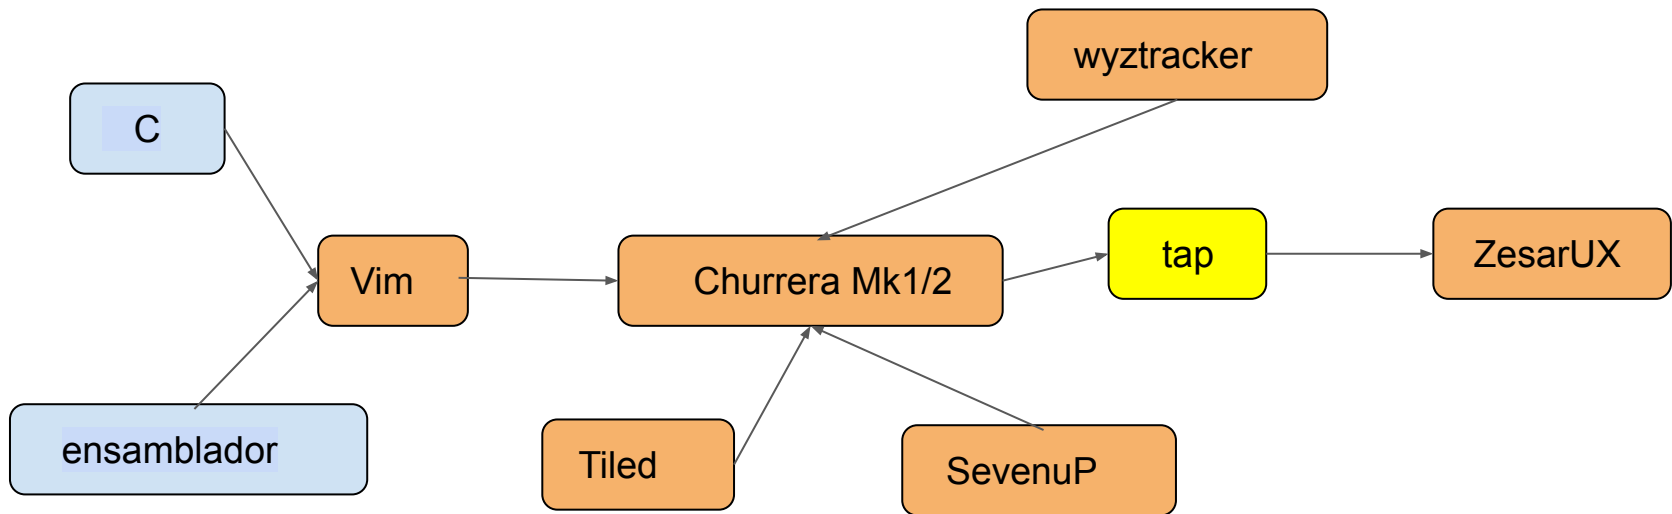 wyztracker
C
tap
ZesarUX
Vim
Churrera Mk1/2
ensamblador
Tiled
SevenuP